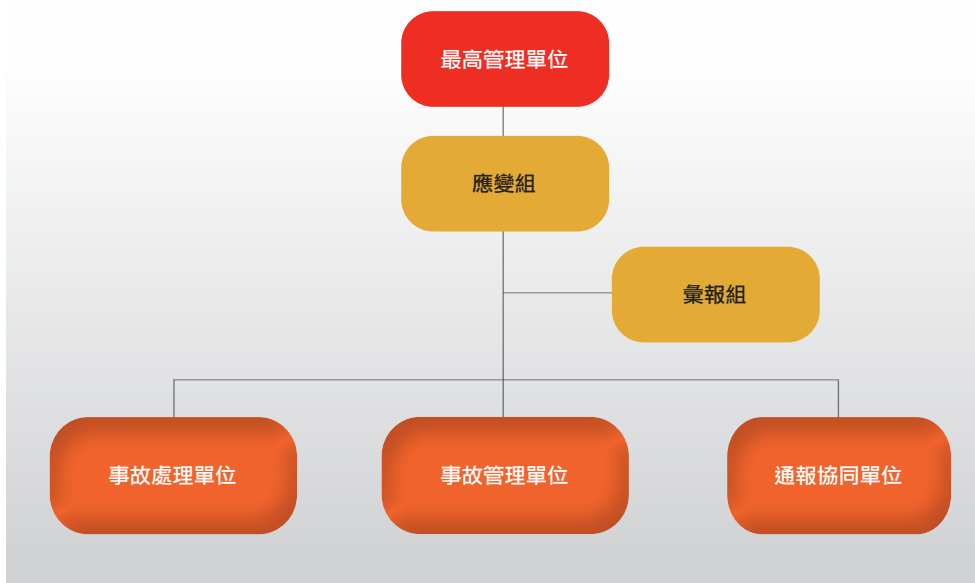 最高管理單位
應變組
彙報組
事故處理單位
事故管理單位
通報協同單位